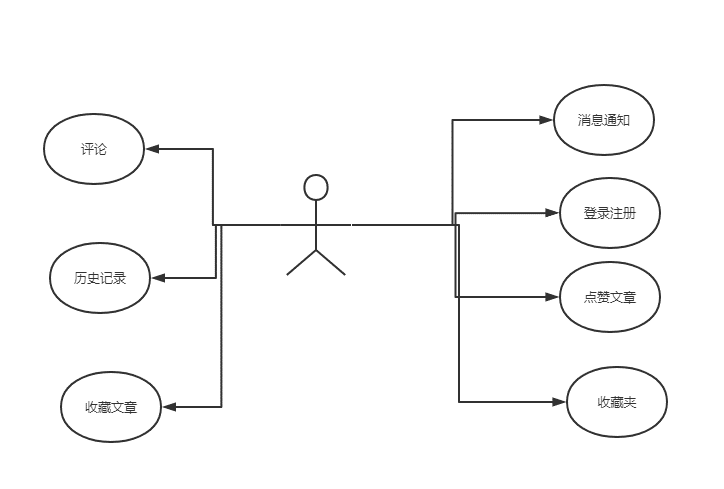 消息通知
评论
登录注册
历史记录
点赞文章
收藏夹
收藏文章